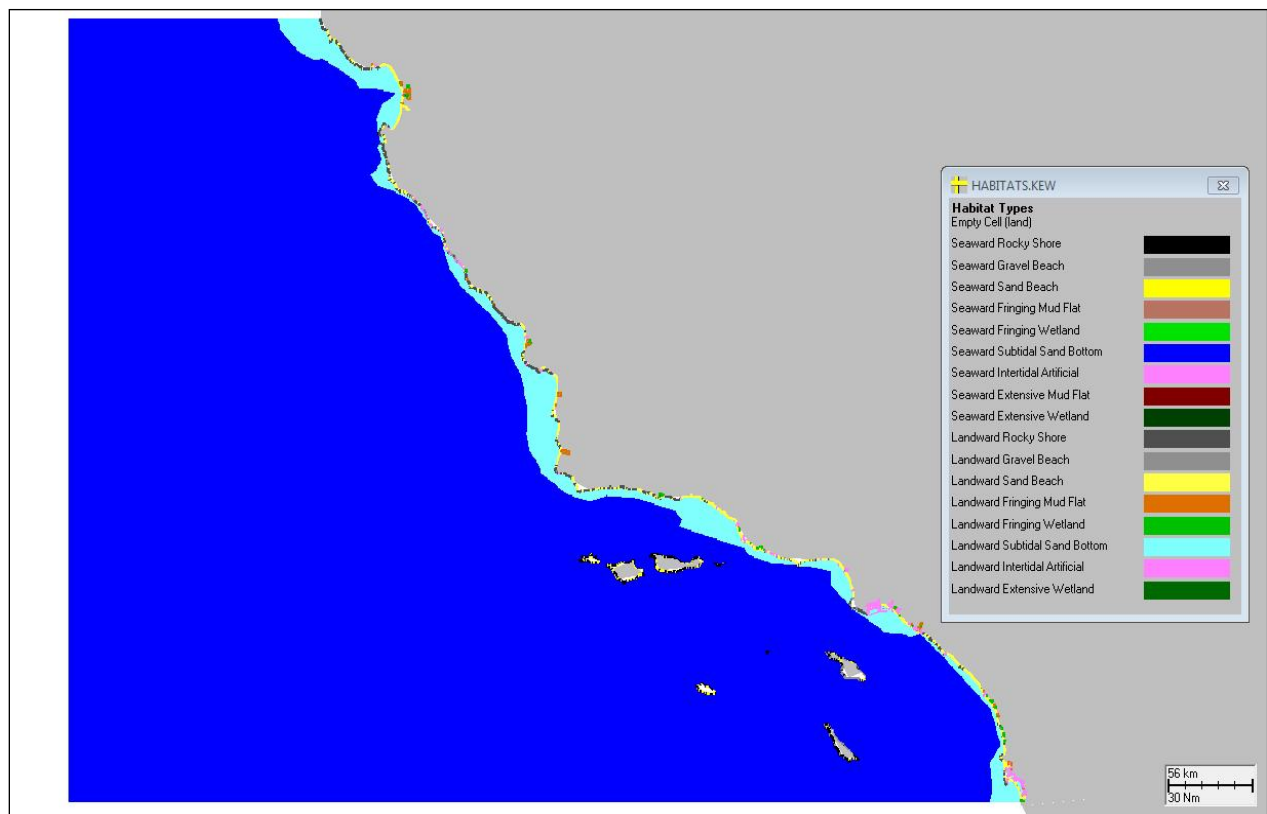 HABITATS.KEW
Habitat Types
Empty Cell (land)
Seaward Rocky Shore
Seaward Gravel Beach
Seaward Sand Beach
Seaward Fringing Mud Flat
Seaward Fringing Wetland
Seaward Subtidal Sand Bottom
Seaward Intertidal Artificial
Seaward Extensive Mud Flat
Seaward Extensive Wetland
Landward Rocky Shore
Landward Gravel Beach
Landward Sand Beach
Landward Fringing Mud Flat
Landward Fringing Wetland
Landward Subtidal Sand Bottom
Landward Intertidal Artificial
Landward Extensive Wetland
56 km
30 Nm